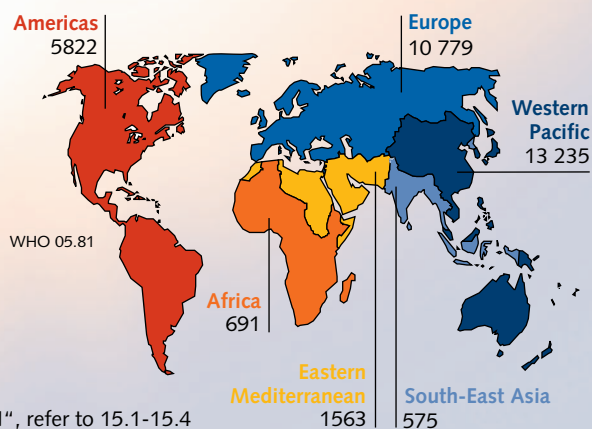 Americas
5822
Europe
10 779
Western
Pacific
13 235
WHO 05.81
Africa
691
Eastern
Mediterranean
1563
South-East Asia
575
“, refer to 15.1-15.4